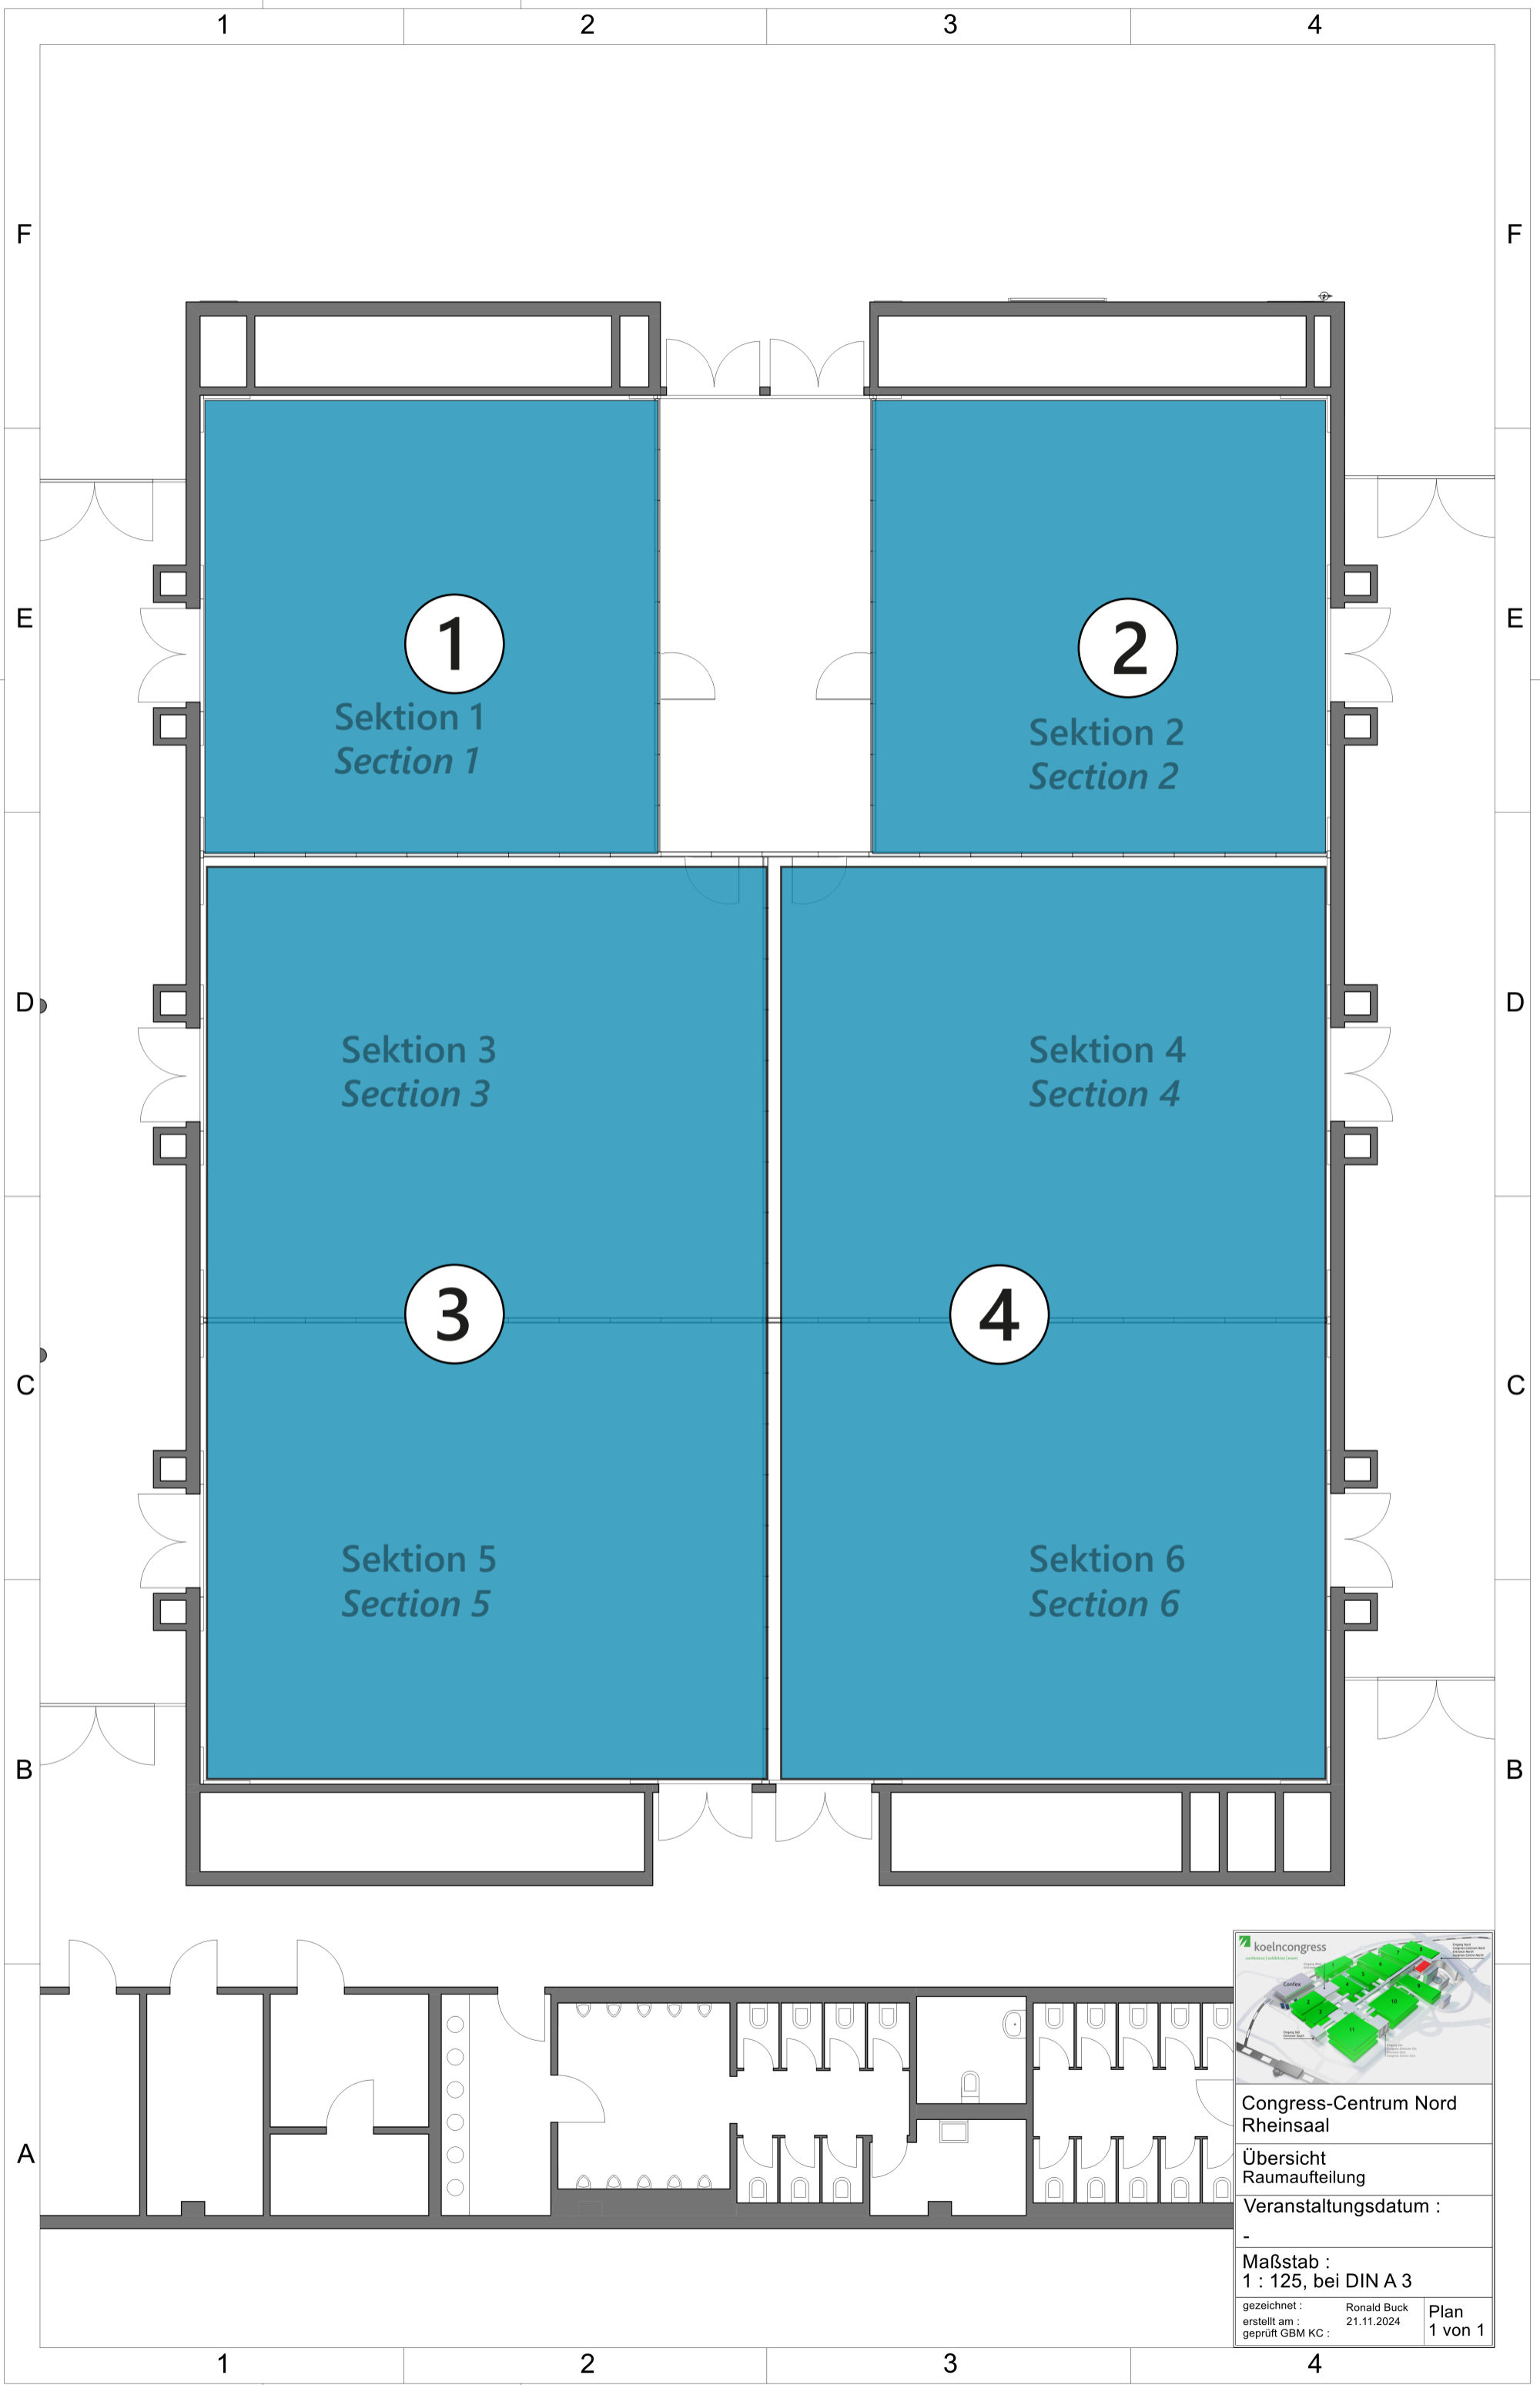 1 2 3 4
F F
E E
1
2
Sektion 1
Section 1
Sektion 2
Section 2
D D
Sektion 3
Section 3
Sektion 4
Section 4
3
4
C C
Sektion 5
Section 5
Sektion 6
Section 6
B B
koelncongress
Confex
11
10
Congress-Centrum Nord
Rheinsaal
A
Übersicht
Raumaufteilung
Veranstaltungsdatum :
-
Maßstab :
1 : 125, bei DIN A 3
gezeichnet : Ronald Buck
erstellt am : 21.11.2024
geprüft GBM KC :
Plan
1 von 1
1 2 3 4